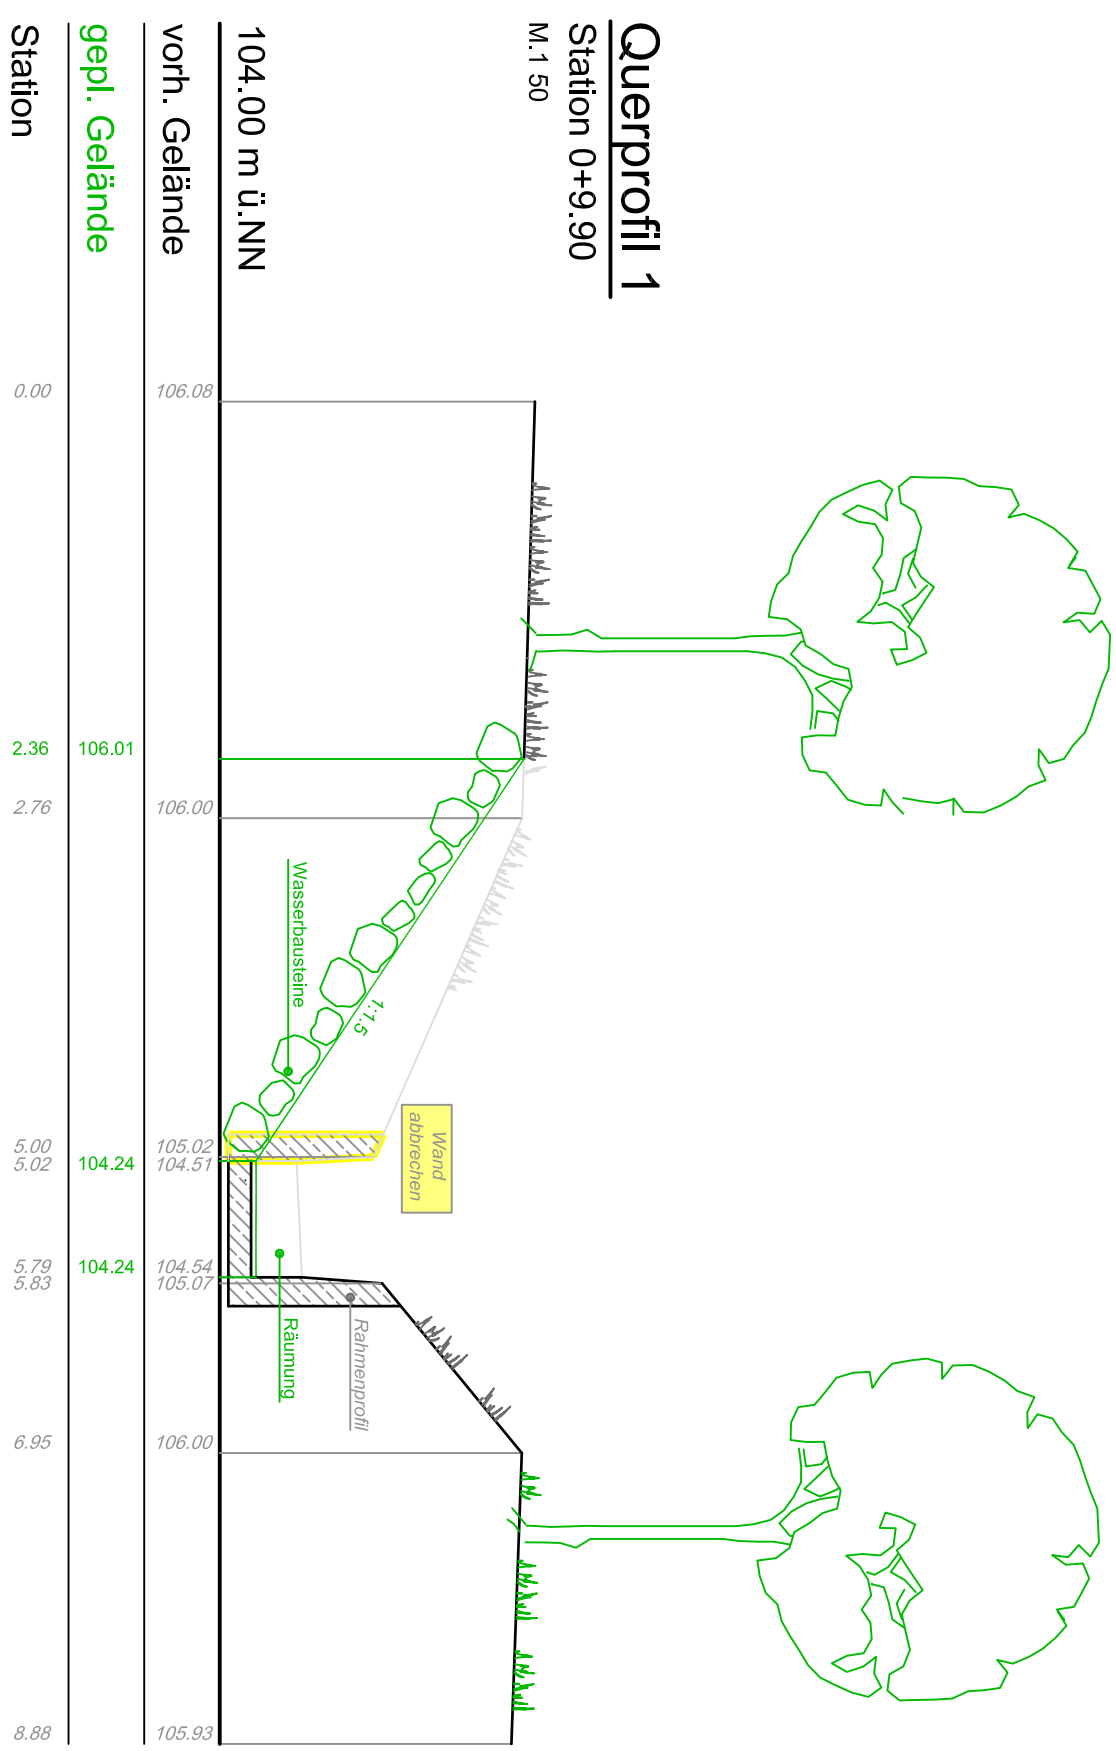 Querprofil 1
Station 0+9.90
M.1 50
Wand
abbrechen
1:1.5
Wasserbausteine
Rahmenprofil
Räumung
104.00 m ü.NN
vorh. Gelände 106.08 106.00 105.02 104.51 104.54 105.07 106.00 105.93
gepl. Gelände 106.01 104.24 104.24
Station 0.00 2.36 2.76 5.00 5.02 5.79 5.83 6.95 8.88